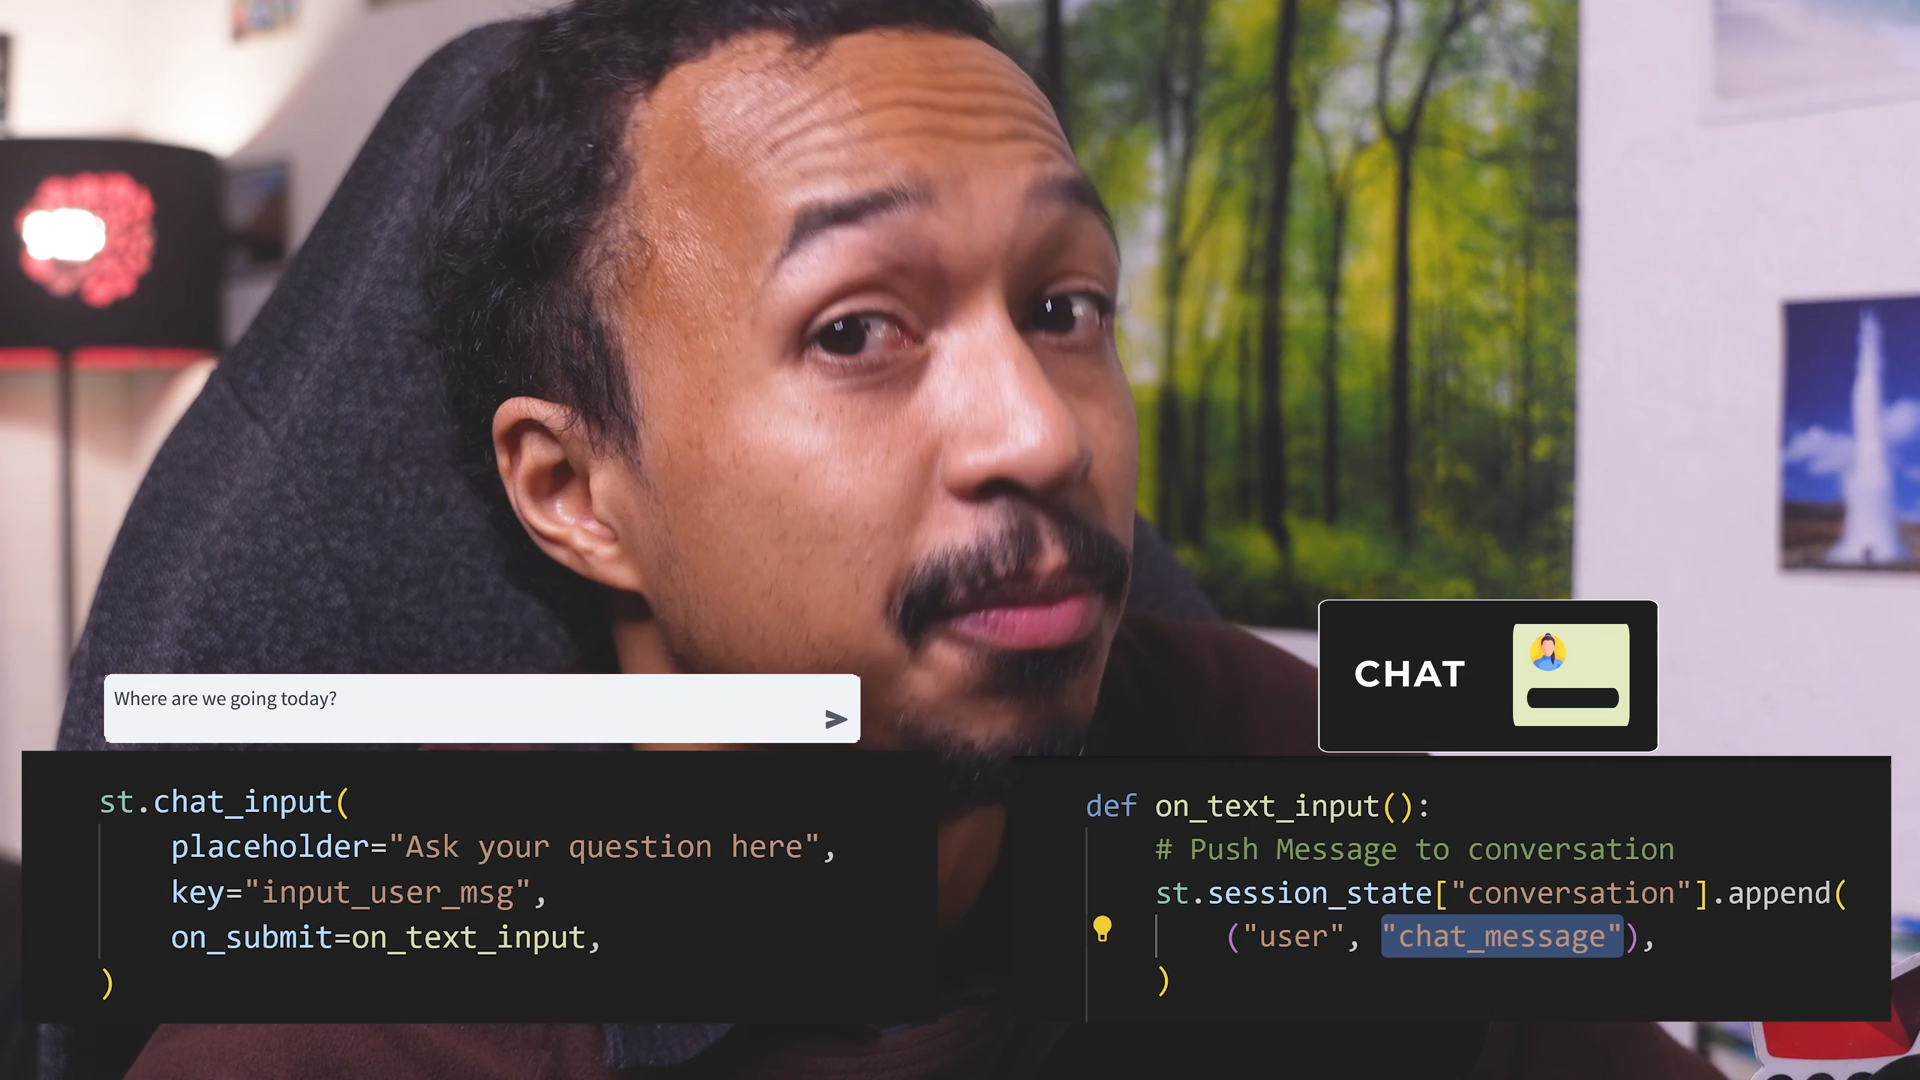 Where are we going today?
CHAT
st.chat_input(
placeholder="Ask your question here",
key="input_user_msg",
on_submit=on_text_input,
)
def on_text_input():
# Push Message to conversation
st.session_state["conversation"].append(
("user", "chat_message"),
)